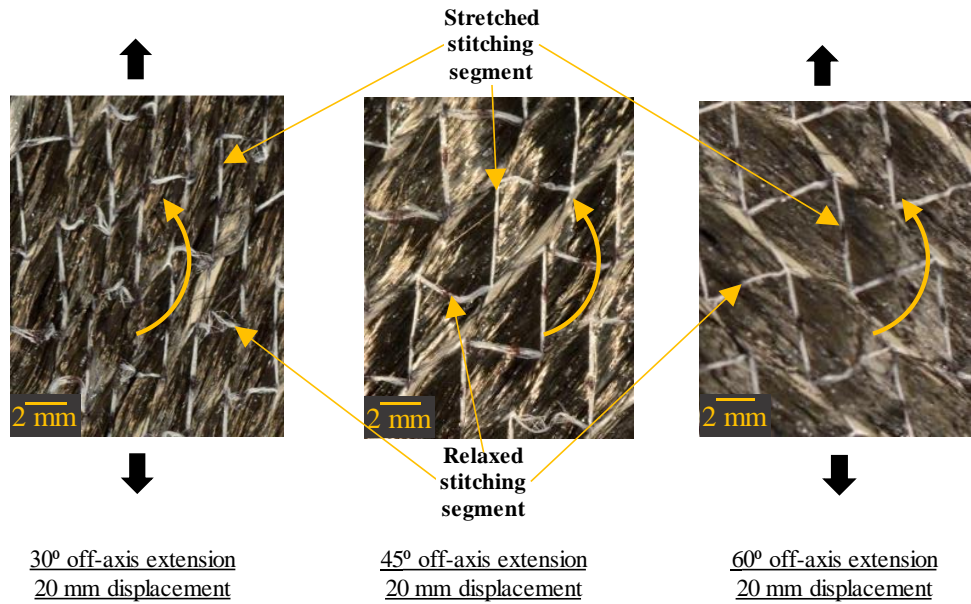 Stretched
stitching
segment
2 mm
2 mm
2 mm
Relaxed
stitching
segment
30º off-axis extension
20 mm displacement
45º off-axis extension
20 mm displacement
60º off-axis extension
20 mm displacement